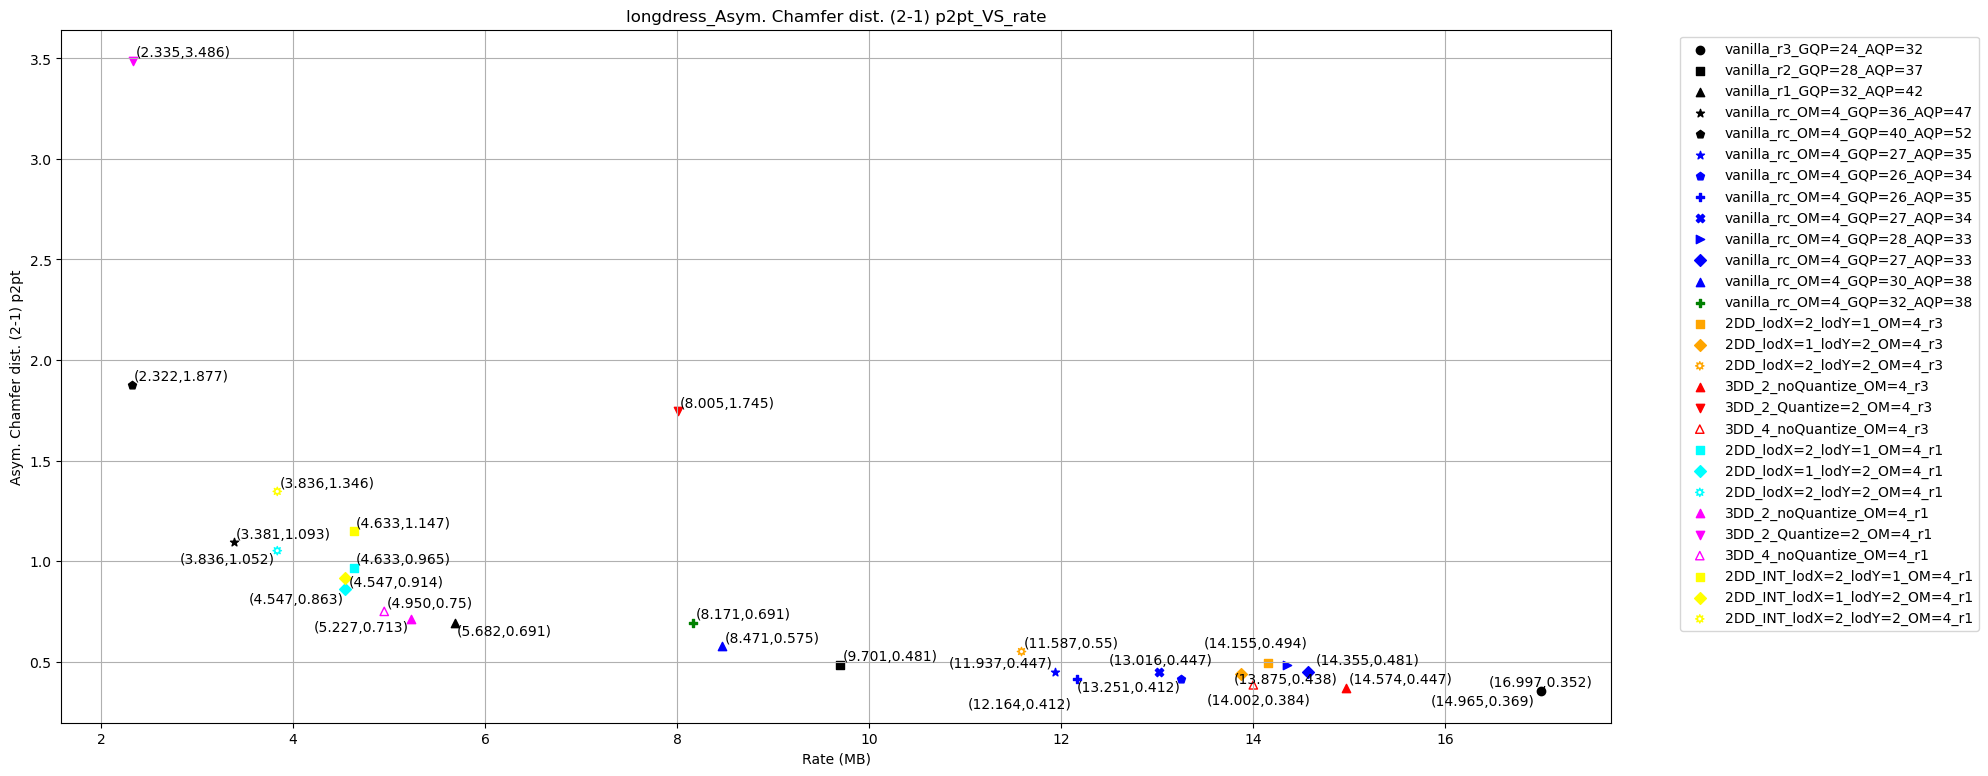 longdress_Asym. Chamfer dist. (2-1) p2pt_VS_rate
Asym. Chamfer dist. (2-1) p2pt
3.5
3.0
2.5
2.0
1.5
1.0
0.5
(2.335,3.486)
(2.322,1.877)
(8.005,1.745)
(3.836,1.346)
(3.381,1.093)
(4.633,1.147)
(3.836,1.052)
(4.633,0.965)
(4.547,0.914)
(4.547,0.863)
(4.950,0.75)
(5.227,0.713)
(5.682,0.691)
(8.171,0.691)
(8.471,0.575)
(9.701,0.481)
(11.587,0.55)
(11.937,0.447)
(12.164,0.412)
(13.016,0.447)
(13.251,0.412)
(14.155,0.494)
(14.355,0.481)
(13.875,0.438)
(14.574,0.447)
(14.002,0.384)
(16.997,0.352)
(14.965,0.369)
2
4
6
8
10
12
14
16
Rate (MB)
vanilla_r3_GQP=24_AQP=32
vanilla_r2_GQP=28_AQP=37
vanilla_r1_GQP=32_AQP=42
vanilla_rc_OM=4_GQP=36_AQP=47
vanilla_rc_OM=4_GQP=40_AQP=52
vanilla_rc_OM=4_GQP=27_AQP=35
vanilla_rc_OM=4_GQP=26_AQP=34
vanilla_rc_OM=4_GQP=26_AQP=35
vanilla_rc_OM=4_GQP=27_AQP=34
vanilla_rc_OM=4_GQP=28_AQP=33
vanilla_rc_OM=4_GQP=27_AQP=33
vanilla_rc_OM=4_GQP=30_AQP=38
vanilla_rc_OM=4_GQP=32_AQP=38
2DD_lodX=2_lodY=1_OM=4_r3
2DD_lodX=1_lodY=2_OM=4_r3
2DD_lodX=2_lodY=2_OM=4_r3
3DD_2_noQuantize_OM=4_r3
3DD_2_Quantize=2_OM=4_r3
3DD_4_noQuantize_OM=4_r3
2DD_lodX=2_lodY=1_OM=4_r1
2DD_lodX=1_lodY=2_OM=4_r1
2DD_lodX=2_lodY=2_OM=4_r1
3DD_2_noQuantize_OM=4_r1
3DD_2_Quantize=2_OM=4_r1
3DD_4_noQuantize_OM=4_r1
2DD_INT_lodX=2_lodY=1_OM=4_r1
2DD_INT_lodX=1_lodY=2_OM=4_r1
2DD_INT_lodX=2_lodY=2_OM=4_r1